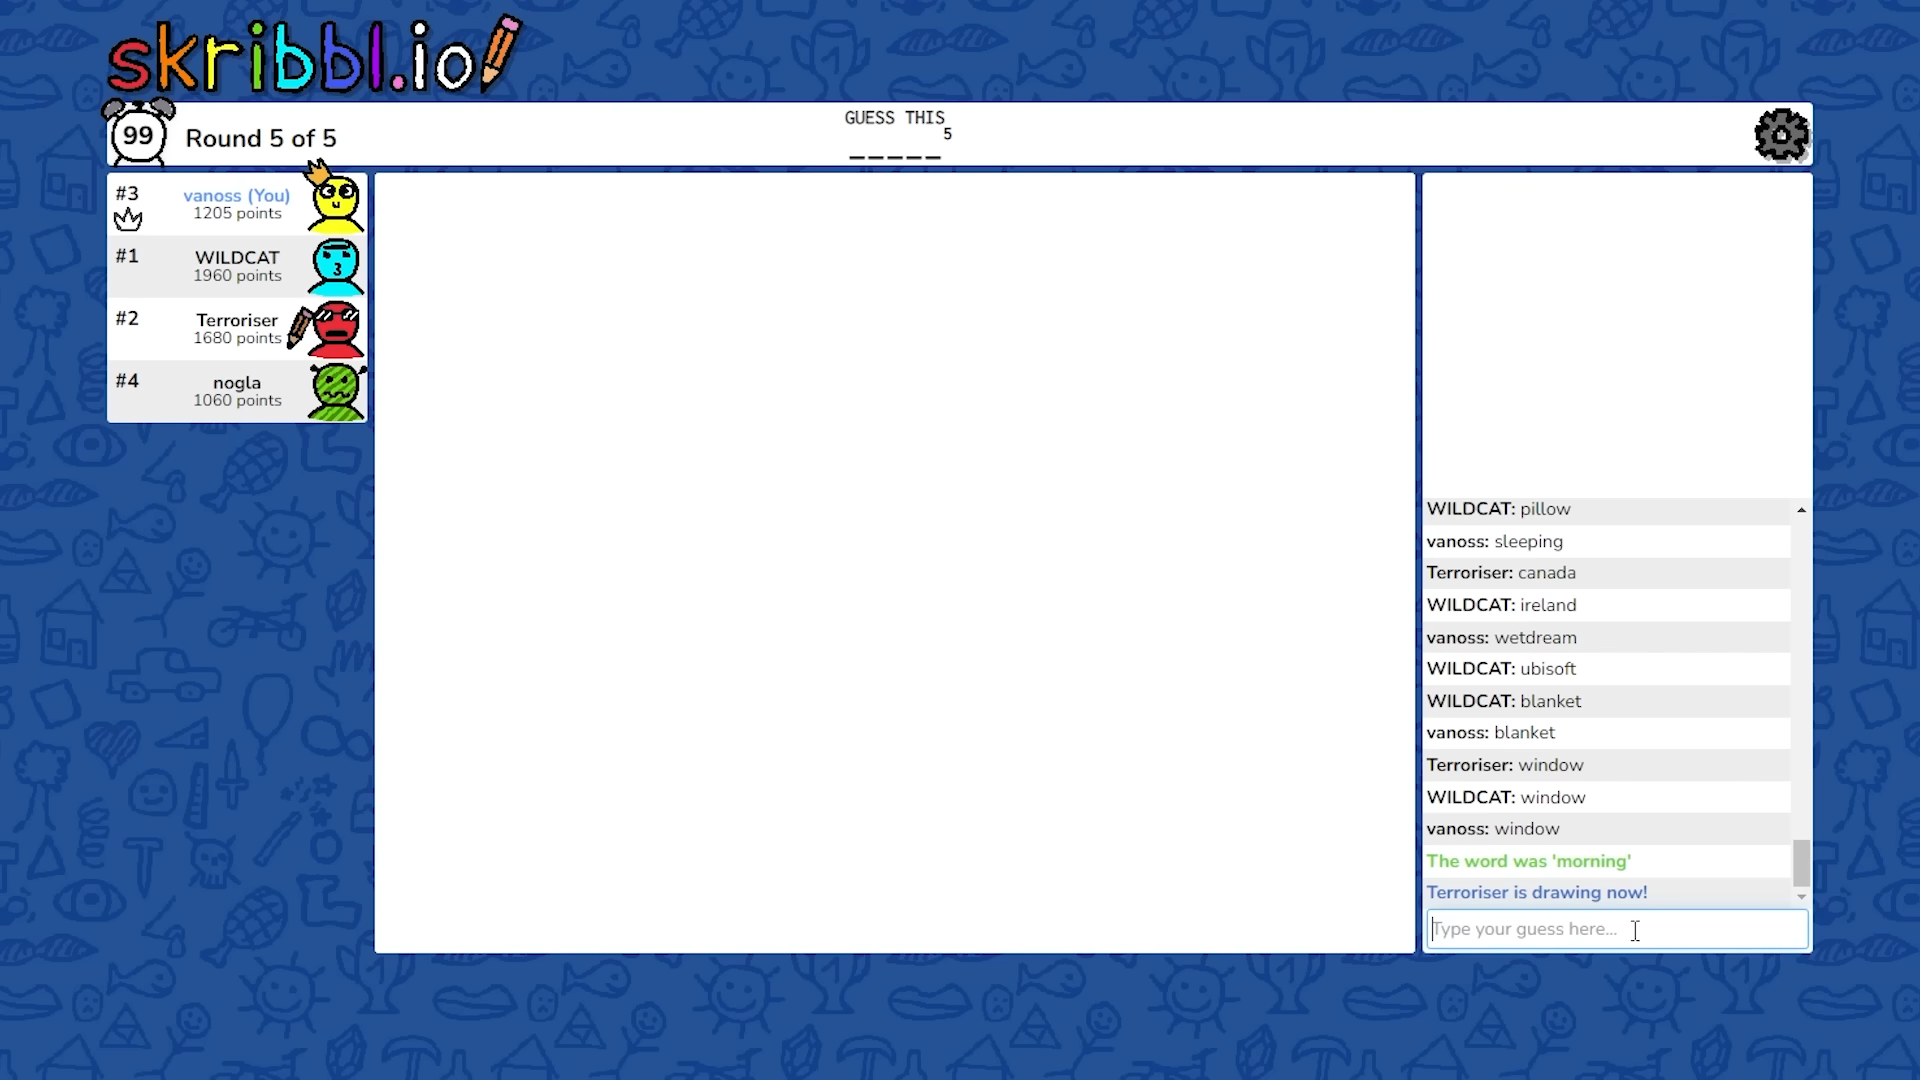 skribbl.io
99
Round 5 of 5
GUESS THIS
5
_____
#3
vanoss (You)
1205 points
#1
WILDCAT
1960 points
#2
Terroriser
1680 points
#4
nogla
1060 points
WILDCAT: pillow
vanoss: sleeping
Terroriser: canada
WILDCAT: ireland
vanoss: wetdream
WILDCAT: ubisoft
WILDCAT: blanket
vanoss: blanket
Terroriser: window
WILDCAT: window
vanoss: window
The word was 'morning'
Terroriser is drawing now!
Type your guess here...